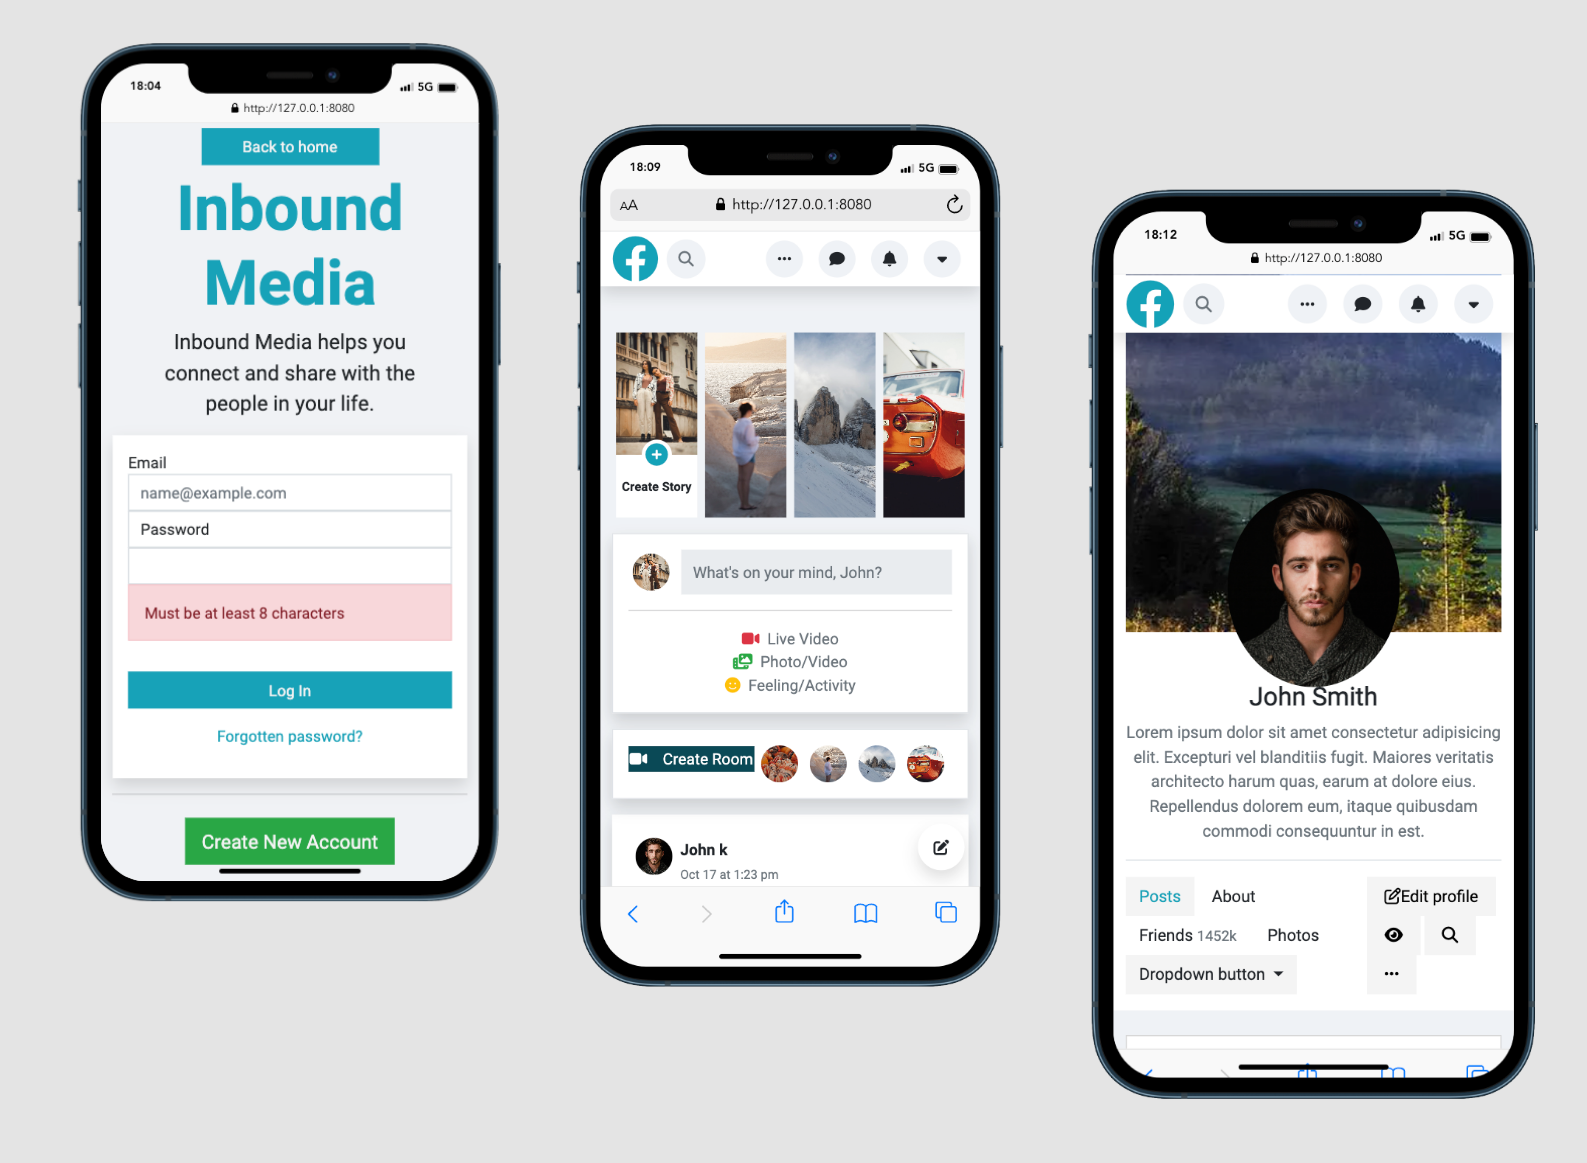 18:04
5G
http://127.0.0.1:8080
Back to home
Inbound
Media
Inbound Media helps you
connect and share with the
people in your life.
Email
name@example.com
Password
Must be at least 8 characters
Log In
Forgotten password?
Create New Account
18:09
5G
AA
http://127.0.0.1:8080
Create Story
What's on your mind, John?
Live Video
Photo/Video
Feeling/Activity
Create Room
John k
Oct 17 at 1:23 pm
18:12
5G
http://127.0.0.1:8080
John Smith
Lorem ipsum dolor sit amet consectetur adipisicing
elit. Excepturi vel blanditiis fugit. Maiores veritatis
architecto harum quas, earum at dolore eius.
Repellendus dolorem eum, itaque quibusdam
commodi consequuntur in est.
Posts About Edit profile
Friends 1452k Photos
Dropdown button